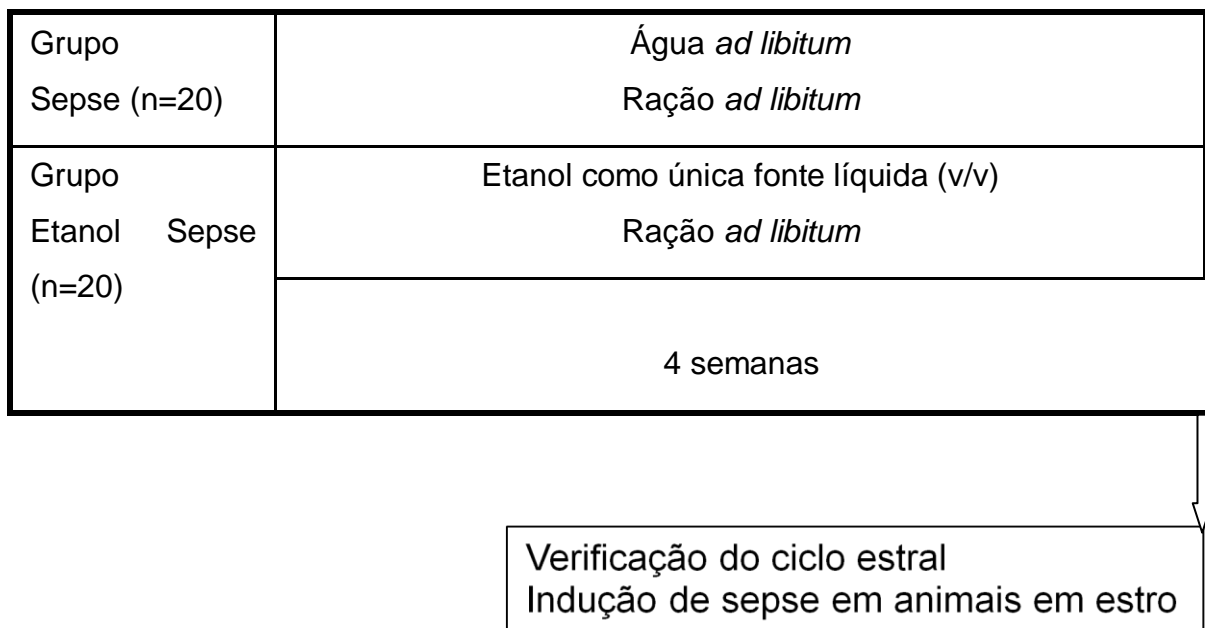 Grupo
Sepse (n=20)
Água ad libitum
Ração ad libitum
Grupo
Etanol Sepse
(n=20)
Etanol como única fonte líquida (v/v)
Ração ad libitum
4 semanas
Verificação do ciclo estral
Indução de sepse em animais em estro